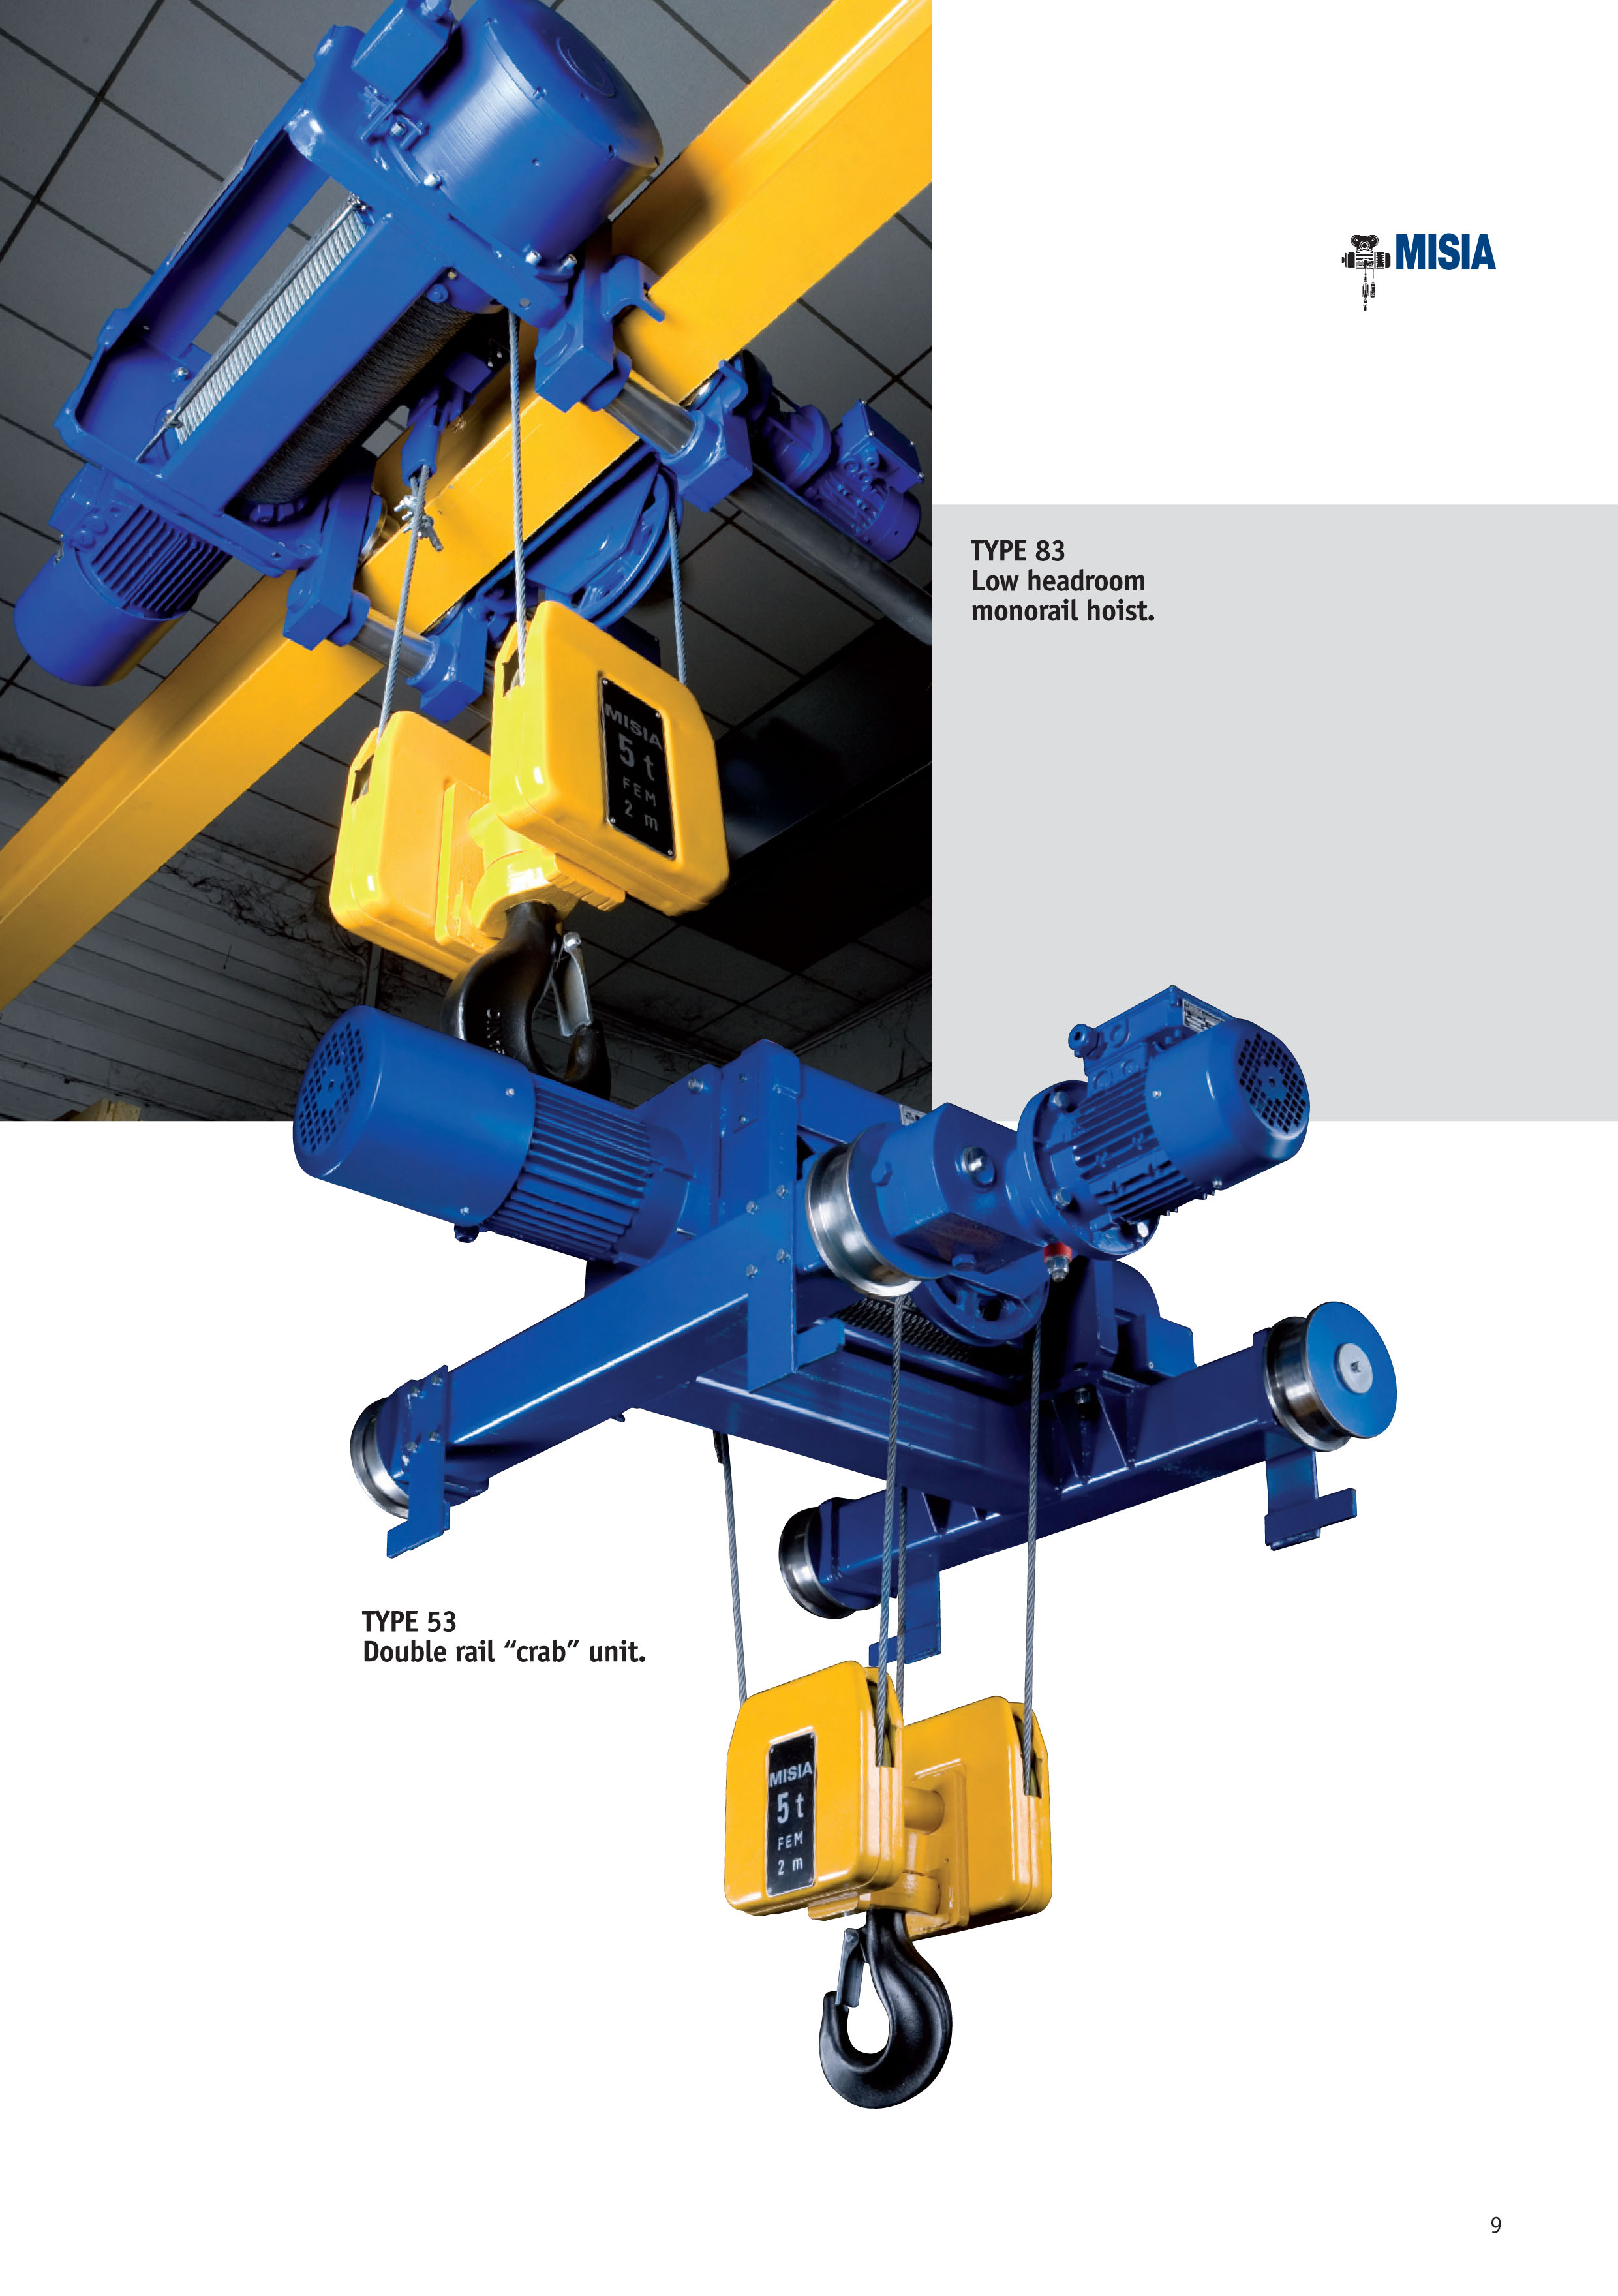 MISIA
TYPE 83
Low headroom
monorail hoist.
MISIA
5 t
FEM
2 m
TYPE 53
Double rail “crab” unit.
MISIA
5 t
FEM
2 m
9